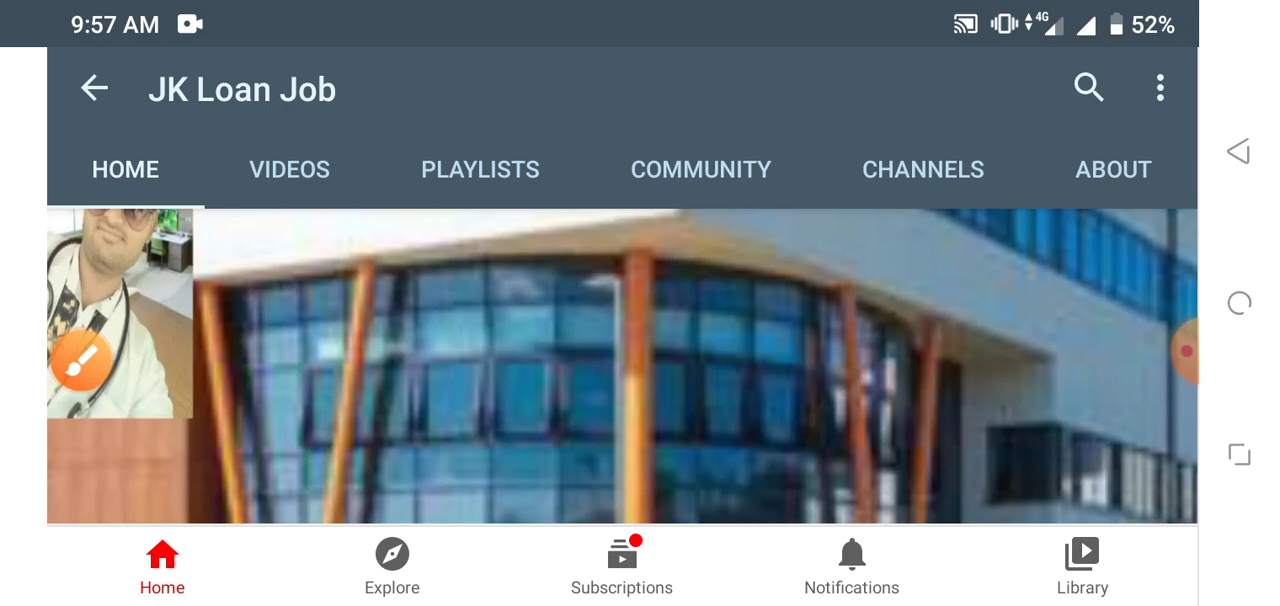 9:57 AM 4G 52%
JK Loan Job
HOME VIDEOS PLAYLISTS COMMUNITY CHANNELS ABOUT
Home Explore Subscriptions Notifications Library